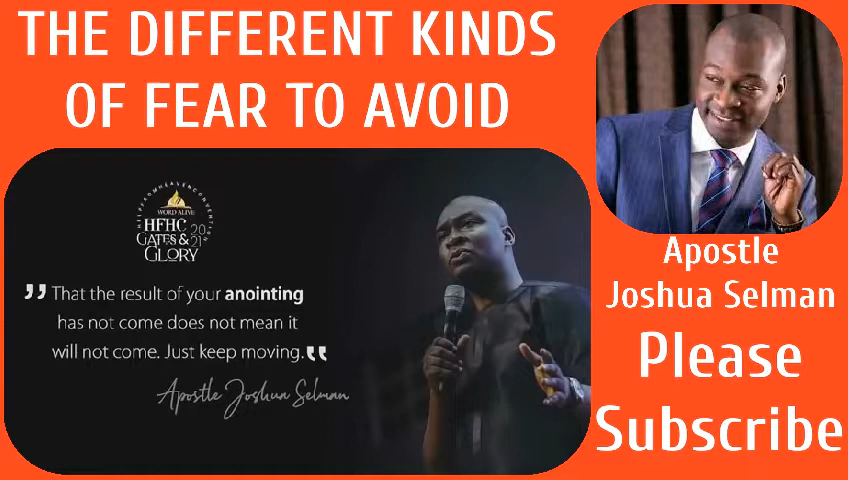 THE DIFFERENT KINDS
OF FEAR TO AVOID
WORD ALIVE
HFHC
GATES &
GLORY
2021
❞ That the result of your anointing
has not come does not mean it
will not come. Just keep moving. ❝
Apostle Joshua Selman
Apostle
Joshua Selman
Please
Subscribe